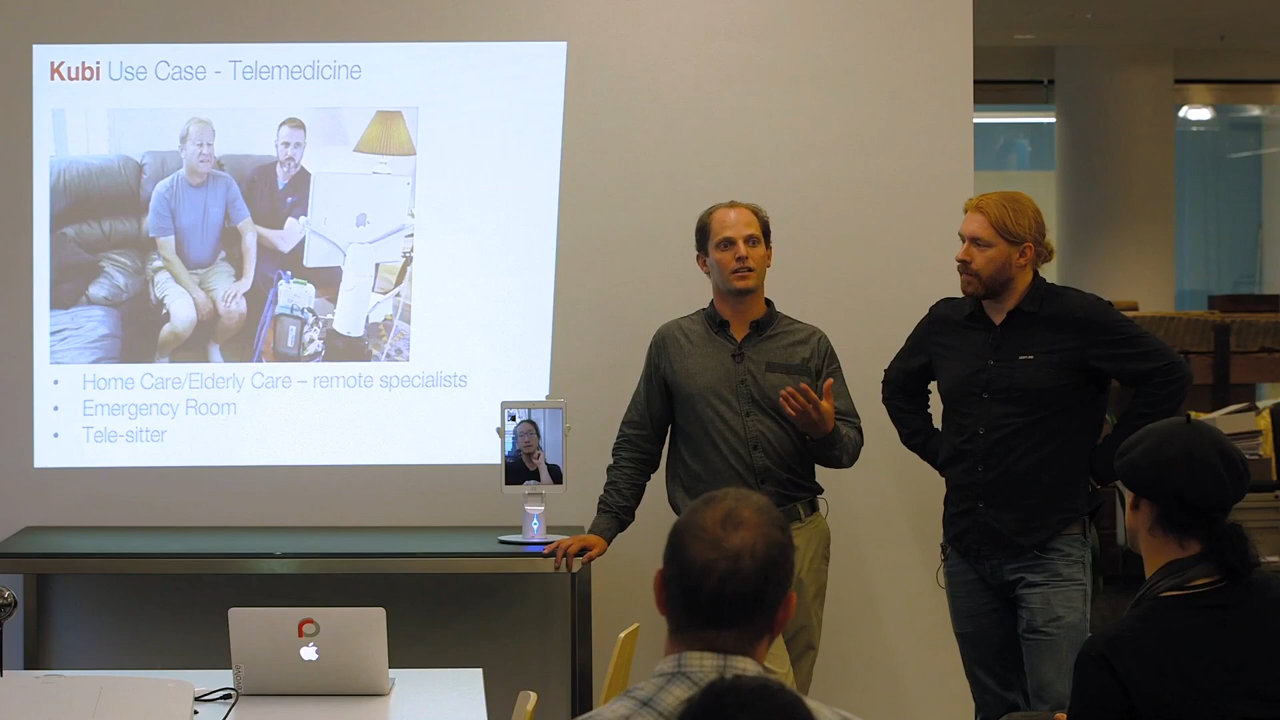 Kubi Use Case - Telemedicine
• Home Care/Elderly Care – remote specialists
• Emergency Room
• Tele-sitter